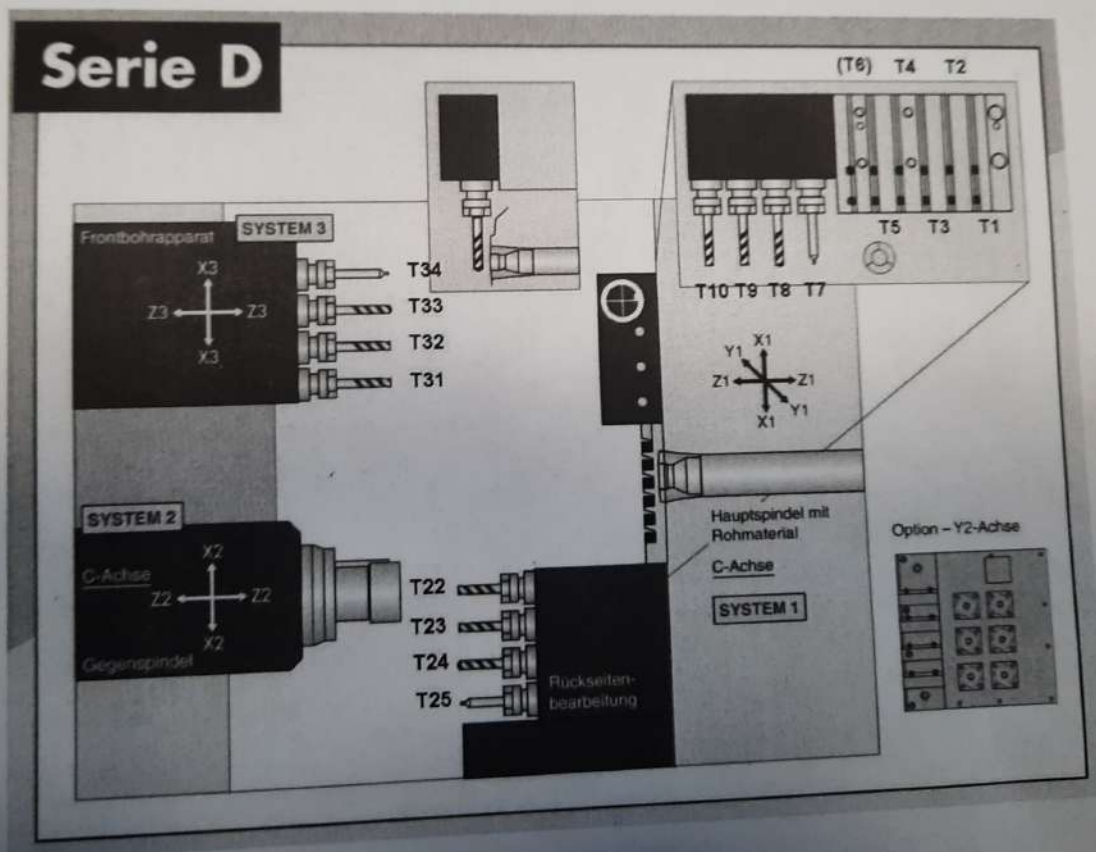 Serie D
(T6) T4 T2
T5 T3 T1
T10 T9 T8 T7
Frontbohrapparat
SYSTEM 3
X3
Z3 Z3
X3
T34
T33
T32
T31
X1
Y1
Z1 Z1
Y1
X1
SYSTEM 2
C-Achse
X2
Z2 Z2
X2
Gegenspindel
T22
T23
T24
T25
Rückseiten-
bearbeitung
Hauptspindel mit
Rohmaterial
C-Achse
SYSTEM 1
Option – Y2-Achse